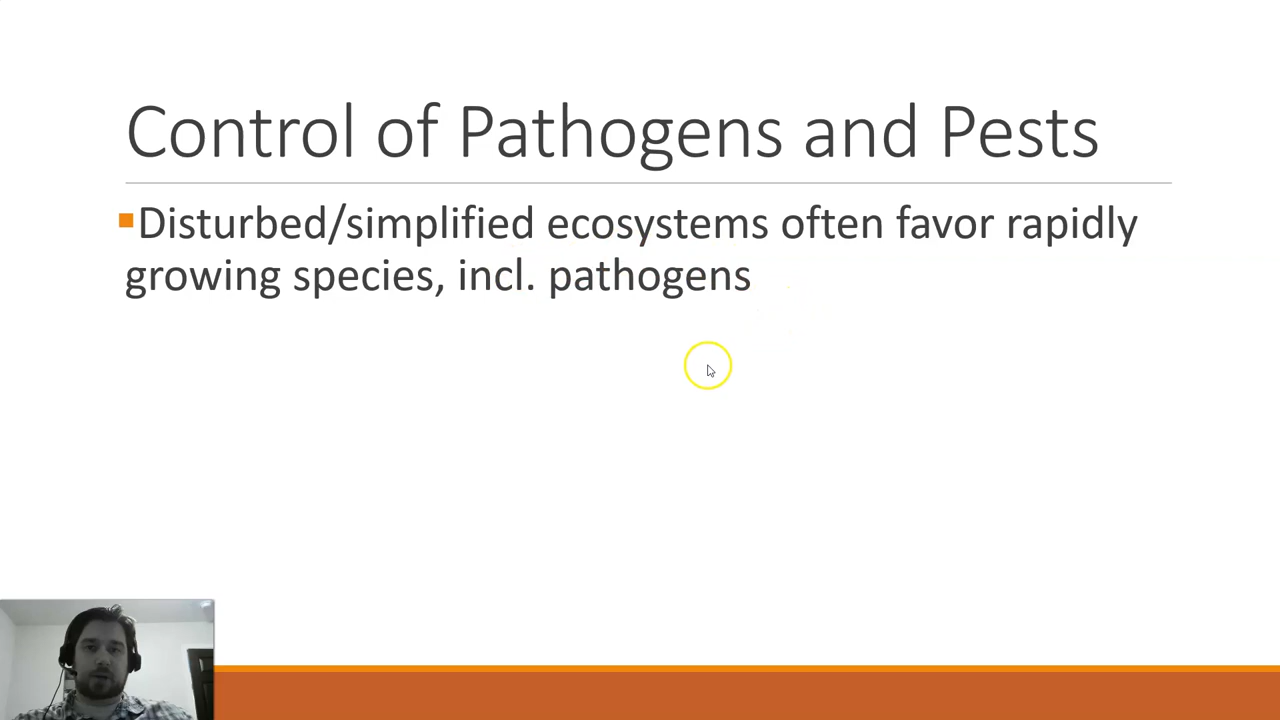 Control of Pathogens and Pests
Disturbed/simplified ecosystems often favor rapidly
growing species, incl. pathogens